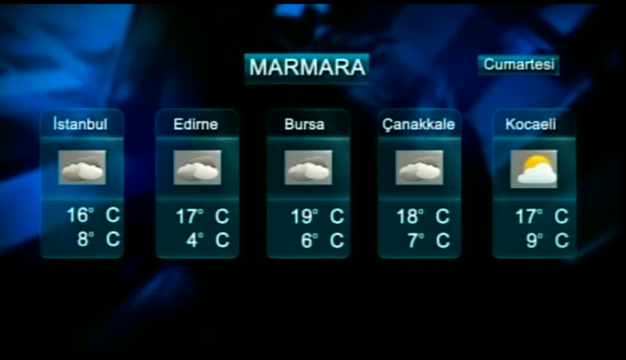 MARMARA
Cumartesi
İstanbul Edirne Bursa Çanakkale Kocaeli
16° C 17° C 19° C 18° C 17° C
8° C 4° C 6° C 7° C 9° C